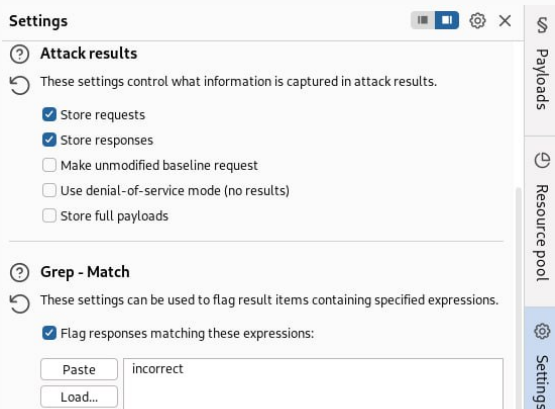 Settings
Attack results
These settings control what information is captured in attack results.
Store requests
Store responses
Make unmodified baseline request
Use denial-of-service mode (no results)
Store full payloads
Grep - Match
These settings can be used to flag result items containing specified expressions.
Flag responses matching these expressions:
Paste
incorrect
Load...
Payloads
Resource pool
Settings